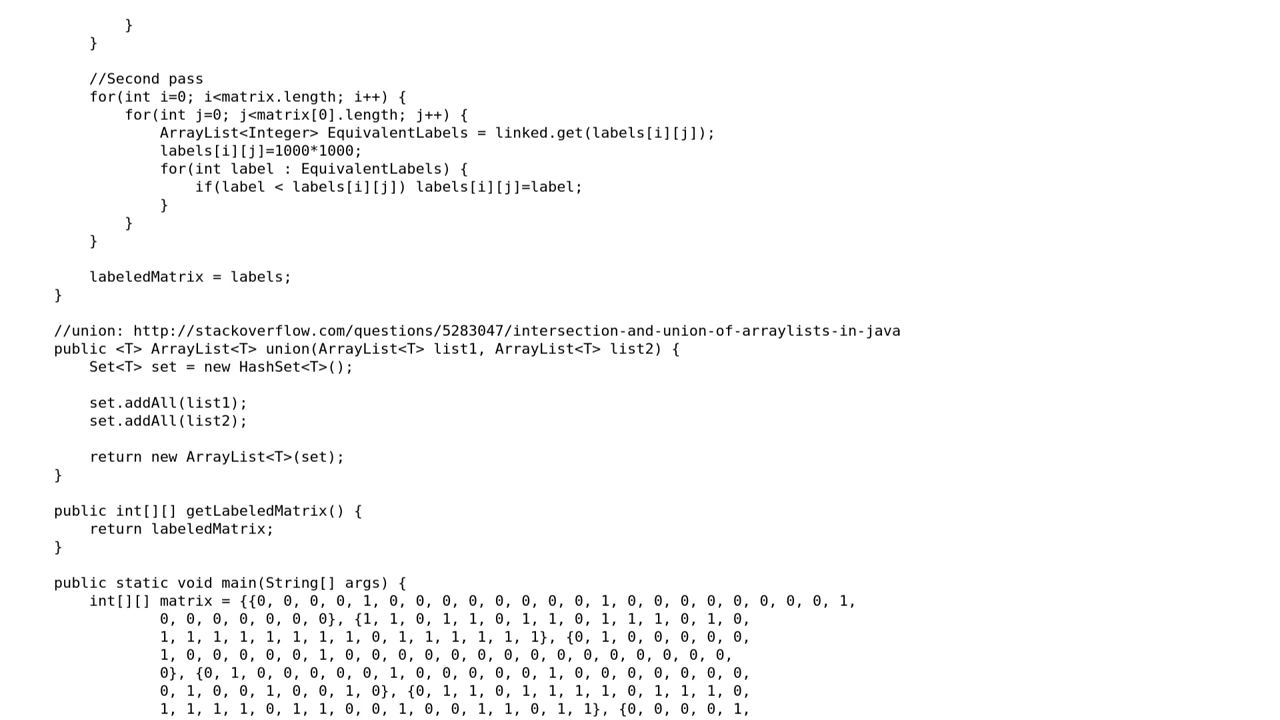 }
    }

    //Second pass
    for(int i=0; i<matrix.length; i++) {
        for(int j=0; j<matrix[0].length; j++) {
            ArrayList<Integer> EquivalentLabels = linked.get(labels[i][j]);
            labels[i][j]=1000*1000;
            for(int label : EquivalentLabels) {
                if(label < labels[i][j]) labels[i][j]=label;
            }
        }
    }

    labeledMatrix = labels;
}

//union: http://stackoverflow.com/questions/5283047/intersection-and-union-of-arraylists-in-java
public <T> ArrayList<T> union(ArrayList<T> list1, ArrayList<T> list2) {
    Set<T> set = new HashSet<T>();

    set.addAll(list1);
    set.addAll(list2);

    return new ArrayList<T>(set);
}

public int[][] getLabeledMatrix() {
    return labeledMatrix;
}

public static void main(String[] args) {
    int[][] matrix = {{0, 0, 0, 0, 1, 0, 0, 0, 0, 0, 0, 0, 0, 1, 0, 0, 0, 0, 0, 0, 0, 0, 1,
            0, 0, 0, 0, 0, 0, 0}, {1, 1, 0, 1, 1, 0, 1, 1, 0, 1, 1, 1, 0, 1, 0,
            1, 1, 1, 1, 1, 1, 1, 1, 0, 1, 1, 1, 1, 1, 1}, {0, 1, 0, 0, 0, 0, 0,
            1, 0, 0, 0, 0, 0, 1, 0, 0, 0, 0, 0, 0, 0, 0, 0, 0, 0, 0, 0, 0, 0,
            0}, {0, 1, 0, 0, 0, 0, 0, 1, 0, 0, 0, 0, 0, 1, 0, 0, 0, 0, 0, 0, 0,
            0, 1, 0, 0, 1, 0, 0, 1, 0}, {0, 1, 1, 0, 1, 1, 1, 1, 0, 1, 1, 1, 0,
            1, 1, 1, 1, 0, 1, 1, 0, 0, 1, 0, 0, 1, 1, 0, 1, 1}, {0, 0, 0, 0, 1,